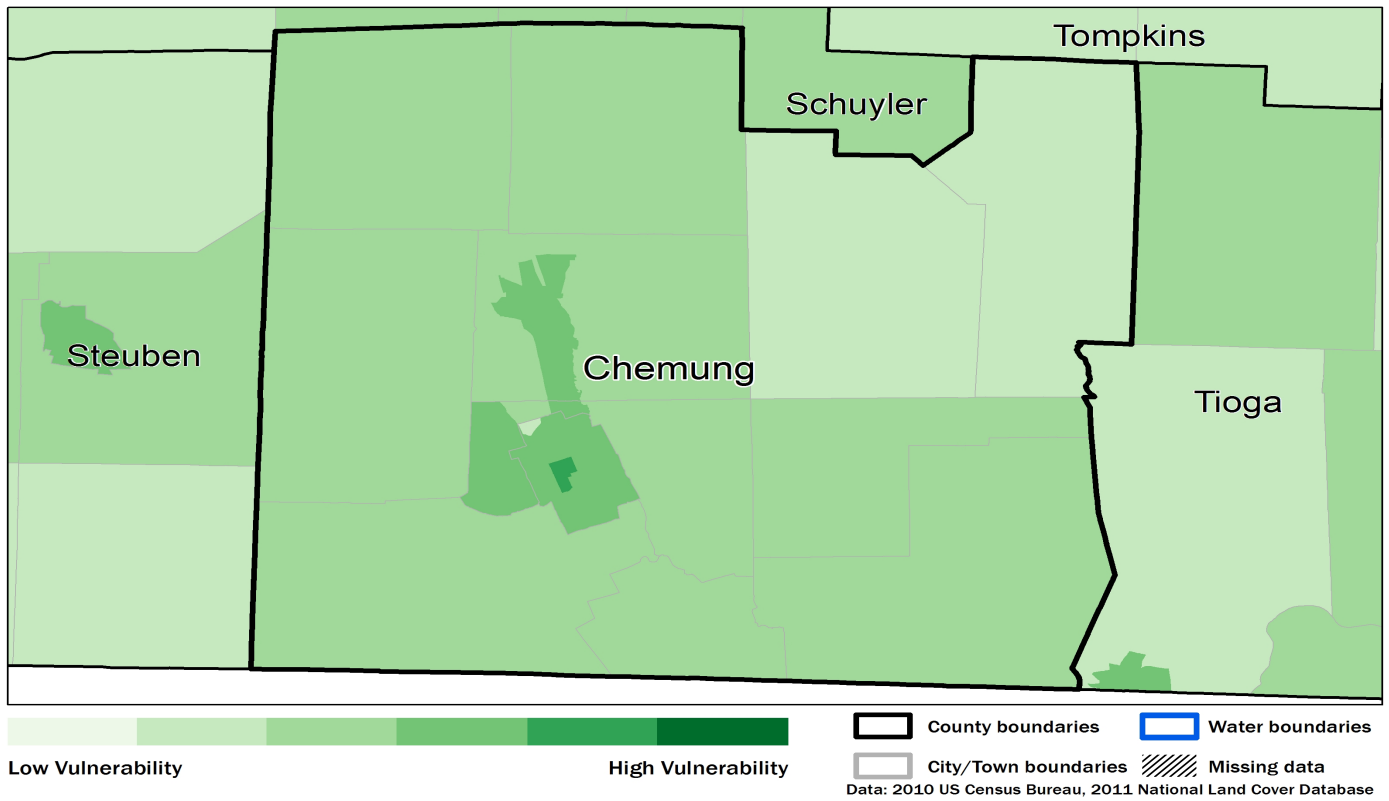 Tompkins
Schuyler
Steuben
Chemung
Tioga
Low Vulnerability
High Vulnerability
County boundaries
Water boundaries
City/Town boundaries
Missing data
Data: 2010 US Census Bureau, 2011 National Land Cover Database